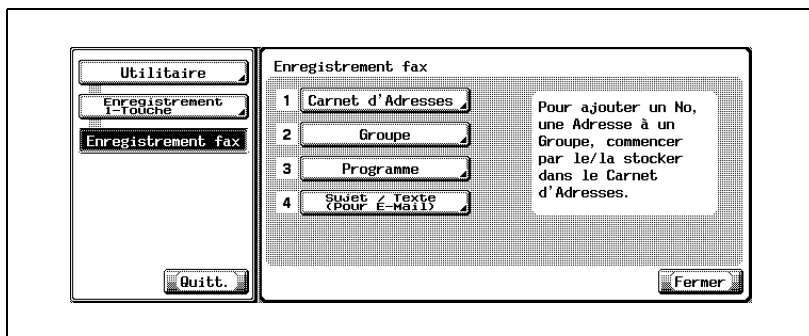 Utilitaire
Enregistrement
1-Touche
Enregistrement fax
Quitt.
Enregistrement fax
1 Carnet d'Adresses
2 Groupe
3 Programme
4 Sujet / Texte
(Pour E-Mail)
Pour ajouter un No,
une Adresse à un
Groupe, commencer
par le/la stocker
dans le Carnet
d'Adresses.
Fermer